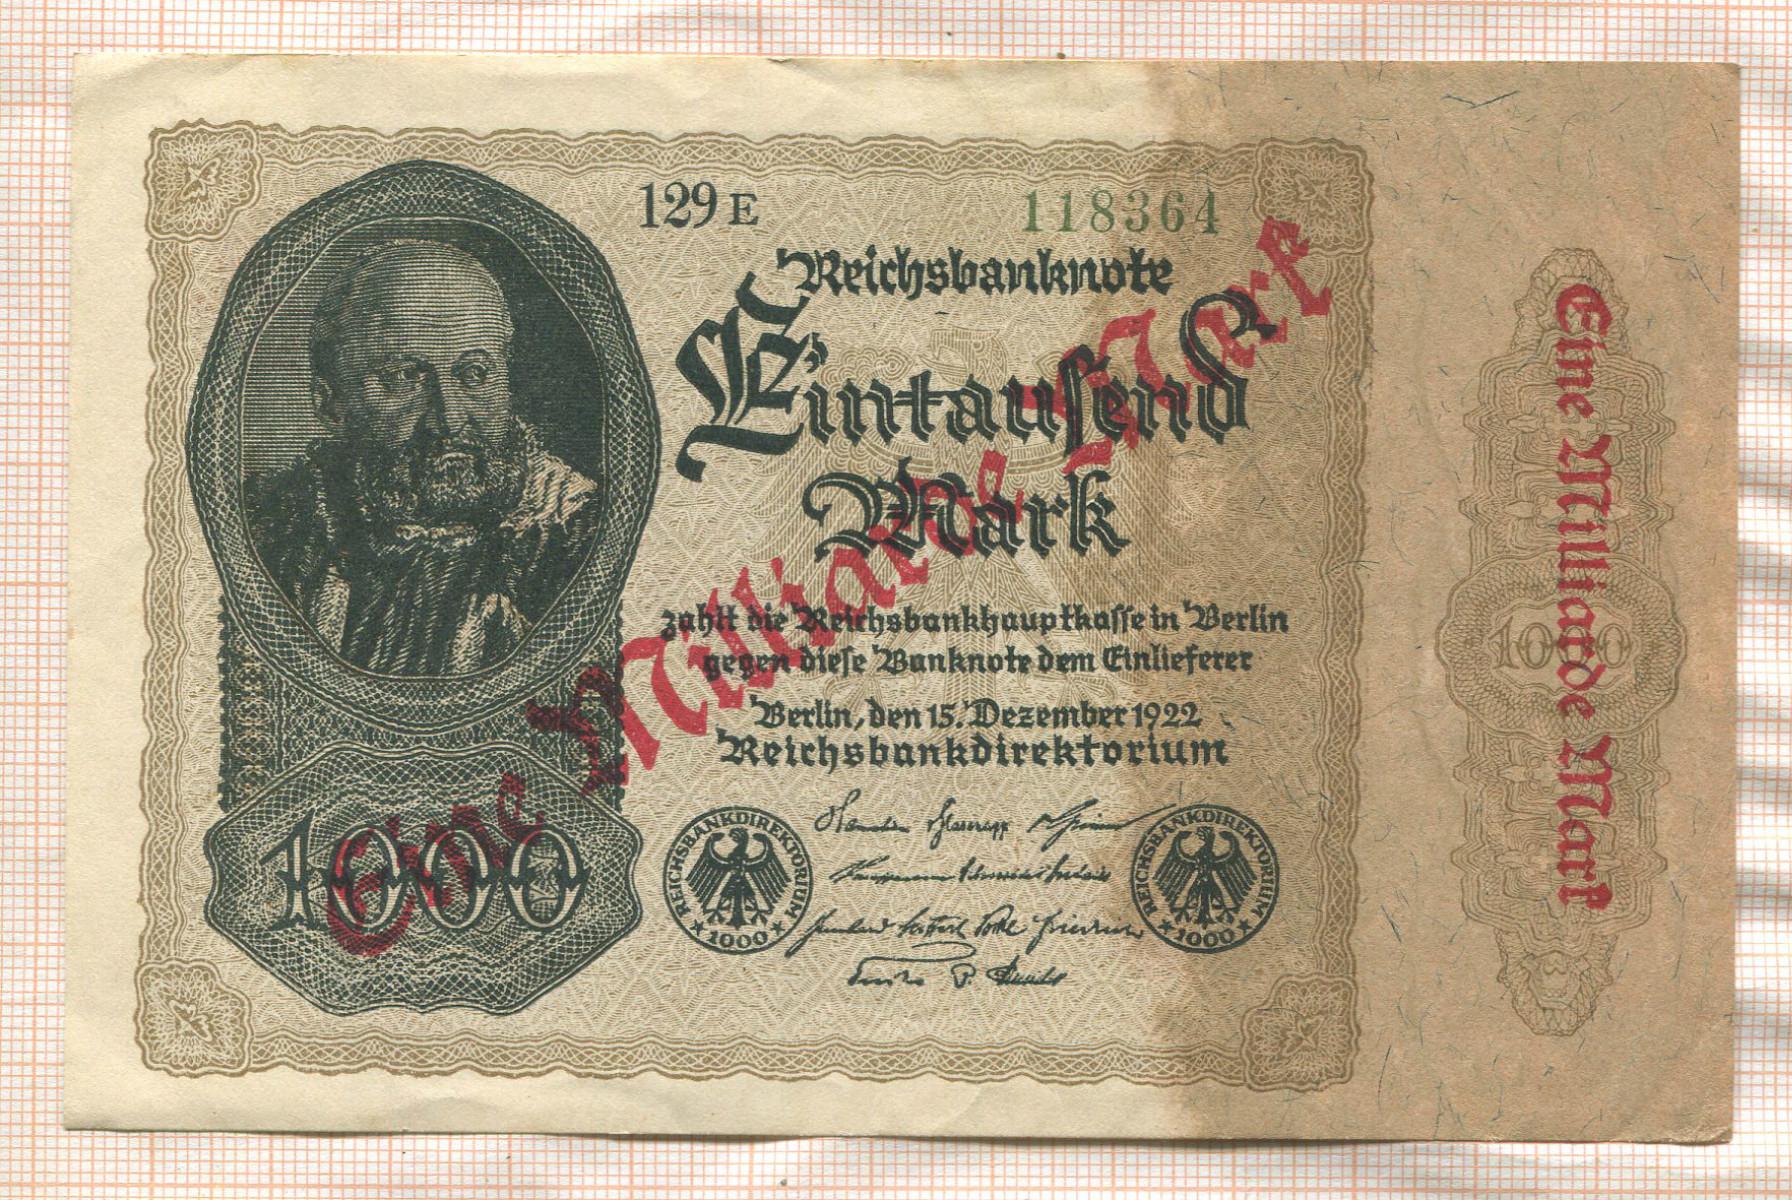 129 E 118364
Reichsbanknote
Eintausend
Mark
zahlt die Reichsbankhauptkasse in Berlin
gegen diese Banknote dem Einlieferer
Berlin, den 15. Dezember 1922
Reichsbankdirektorium
Eine Milliarde Mark
1000
REICHSBANKDIREKTORIUM
★ 1000 ★
REICHSBANKDIREKTORIUM
★ 1000 ★
Eine Milliarde Mark
1000